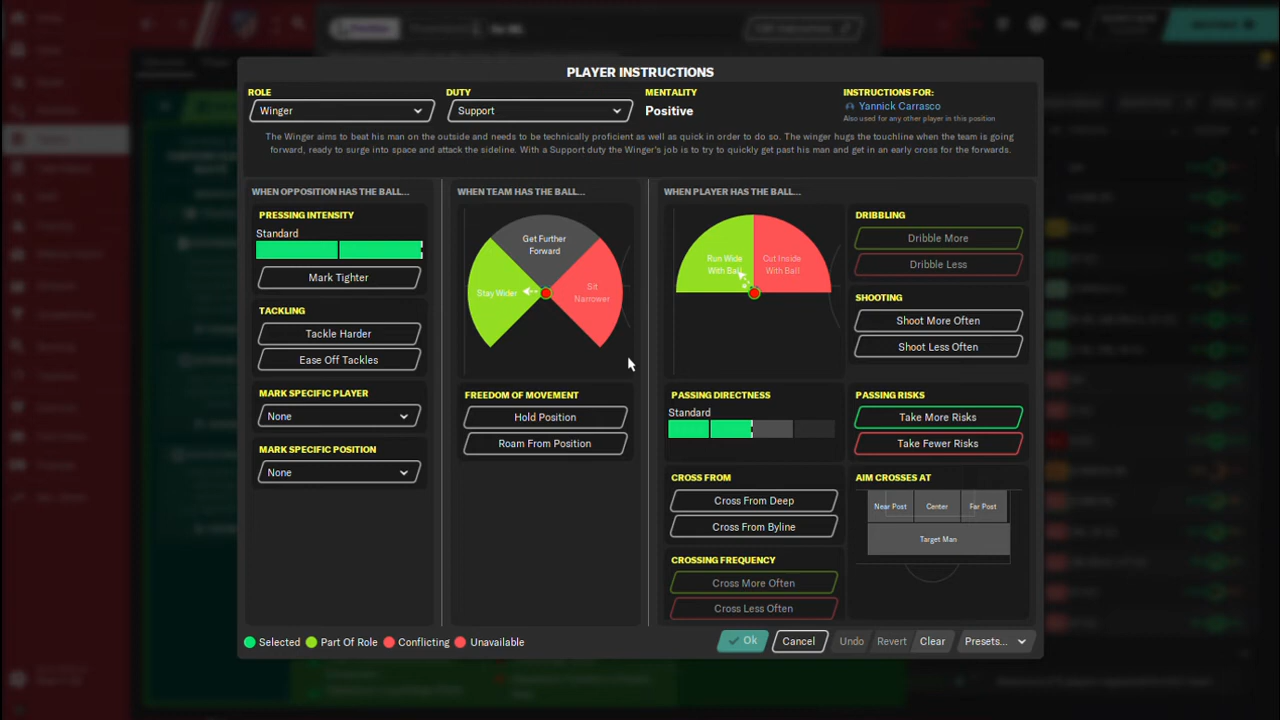 PLAYER INSTRUCTIONS
ROLE
Winger
DUTY
Support
MENTALITY
Positive
INSTRUCTIONS FOR:
Yannick Carrasco
Also used for any other player in this position
The Winger aims to beat his man on the outside and needs to be technically proficient as well as quick in order to do so. The winger hugs the touchline when the team is going
forward, ready to surge into space and attack the sideline. With a Support duty the Winger's job is to try to quickly get past his man and get in an early cross for the forwards.
WHEN OPPOSITION HAS THE BALL...
PRESSING INTENSITY
Standard
Mark Tighter
TACKLING
Tackle Harder
Ease Off Tackles
MARK SPECIFIC PLAYER
None
MARK SPECIFIC POSITION
None
WHEN TEAM HAS THE BALL...
Get Further
Forward
Stay Wider
Sit
Narrower
FREEDOM OF MOVEMENT
Hold Position
Roam From Position
WHEN PLAYER HAS THE BALL...
Run Wide
With Ball
Cut Inside
With Ball
DRIBBLING
Dribble More
Dribble Less
SHOOTING
Shoot More Often
Shoot Less Often
PASSING DIRECTNESS
Standard
PASSING RISKS
Take More Risks
Take Fewer Risks
CROSS FROM
Cross From Deep
Cross From Byline
AIM CROSSES AT
Near Post
Center
Far Post
Target Man
CROSSING FREQUENCY
Cross More Often
Cross Less Often
Selected
Part Of Role
Conflicting
Unavailable
Ok
Cancel
Undo
Revert
Clear
Presets...